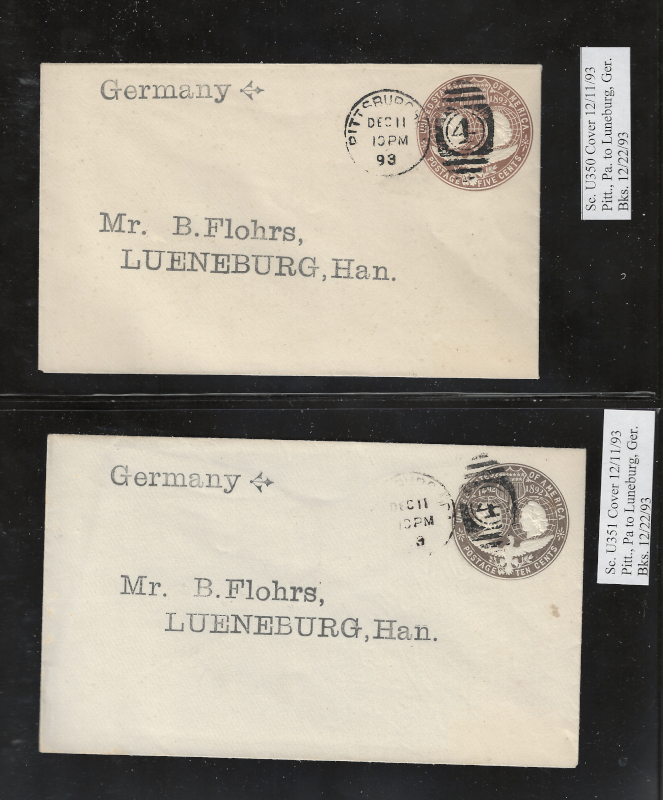 Germany
PITTSBURG
DEC 11
10 PM
93
4
UNITED STATES OF AMERICA
1892
POSTAGE FIVE CENTS
Mr. B.Flohrs,
LUENEBURG,Han.
Sc. U350 Cover 12/11/93
Pitt., Pa. to Luneburg, Ger.
Bks. 12/22/93
Germany
DEC 11
10 PM
OF AMERICA
POSTAGE TEN CENTS
Mr. B.Flohrs,
LUENEBURG,Han.
Sc. U351 Cover 12/11/93
Pitt., Pa to Luneburg, Ger.
Bks. 12/22/93